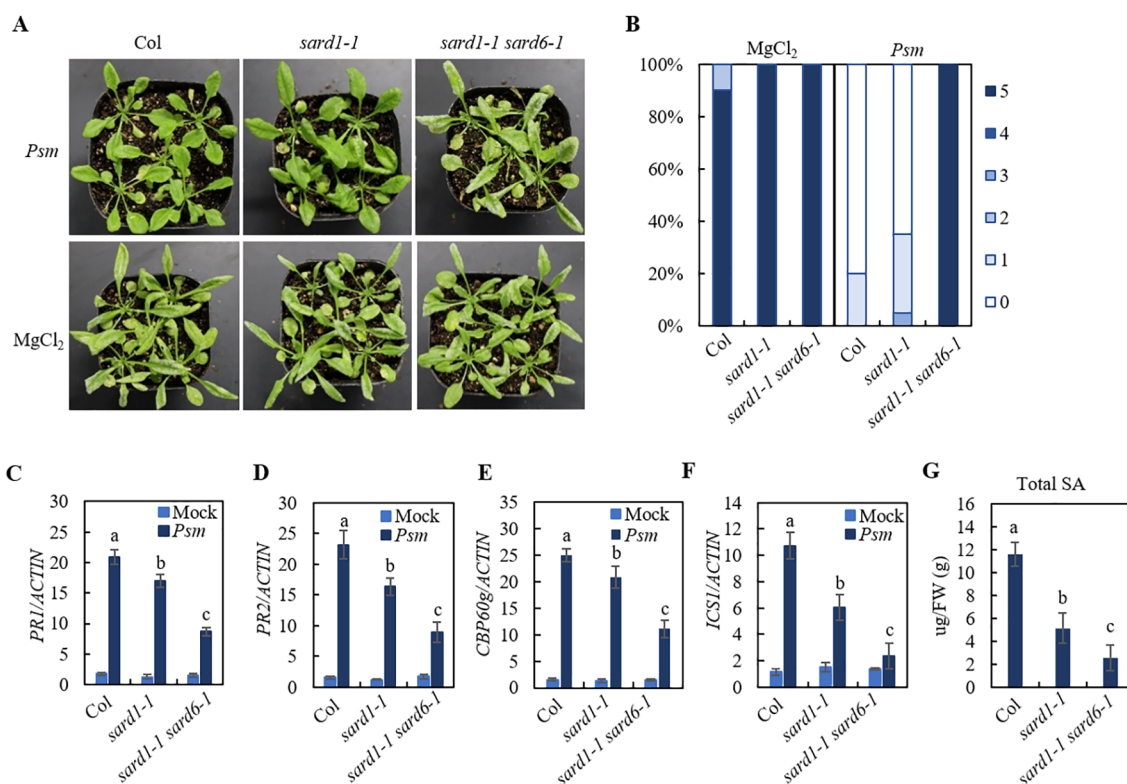 A
Col
sard1-1
sard1-1 sard6-1
Psm
MgCl2
B
MgCl2
Psm
100%
80%
60%
40%
20%
0%
Col
sard1-1
sard1-1 sard6-1
Col
sard1-1
sard1-1 sard6-1
5
4
3
2
1
0
C
PR1/ACTIN
30
25
20
15
10
5
0
Mock
Psm
a
b
c
Col
sard1-1
sard1-1 sard6-1
D
PR2/ACTIN
30
25
20
15
10
5
0
Mock
Psm
a
b
c
Col
sard1-1
sard1-1 sard6-1
E
CBP60g/ACTIN
35
30
25
20
15
10
5
0
Mock
Psm
a
b
c
Col
sard1-1
sard1-1 sard6-1
F
ICS1/ACTIN
14
12
10
8
6
4
2
0
Mock
Psm
a
b
c
Col
sard1-1
sard1-1 sard6-1
G
Total SA
ug/FW (g)
16
14
12
10
8
6
4
2
0
a
b
c
Col
sard1-1
sard1-1 sard6-1